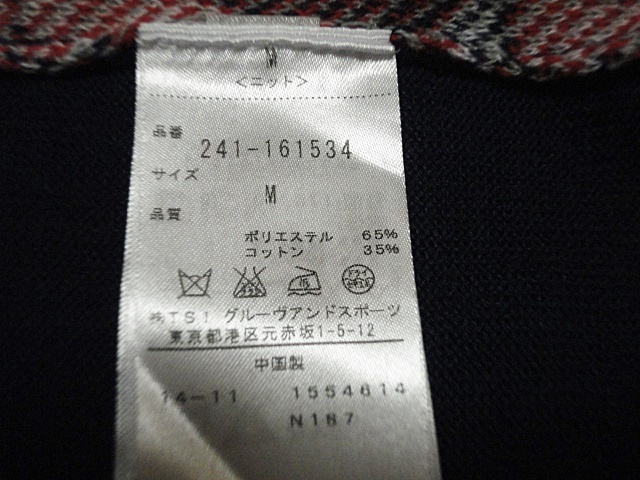 M
<ニット>
品番
241-161534
サイズ
M
品質
ポリエステル 65%
コットン 35%
㈱TSI グルーヴアンドスポーツ
東京都港区元赤坂1-5-12
中国製
14-11 1554614
N187